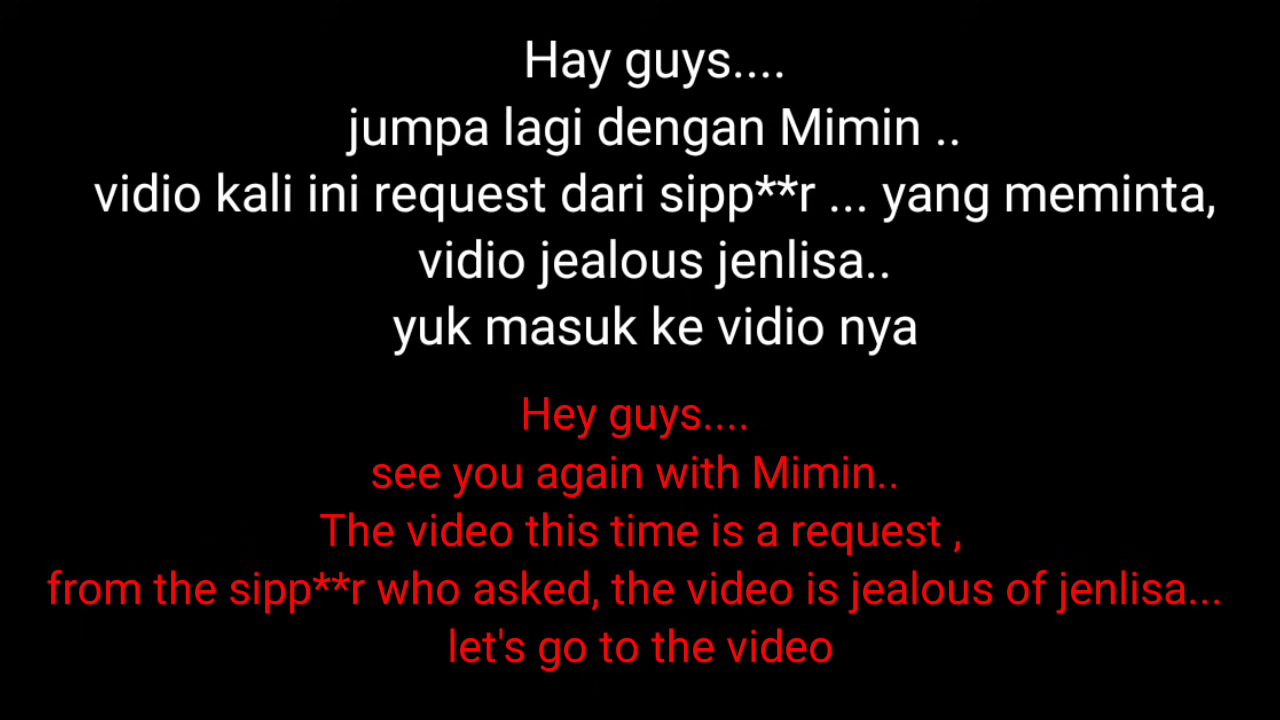 Hay guys....
jumpa lagi dengan Mimin ..
vidio kali ini request dari sipp**r ... yang meminta,
vidio jealous jenlisa..
yuk masuk ke vidio nya
Hey guys....
see you again with Mimin..
The video this time is a request ,
from the sipp**r who asked, the video is jealous of jenlisa...
let's go to the video